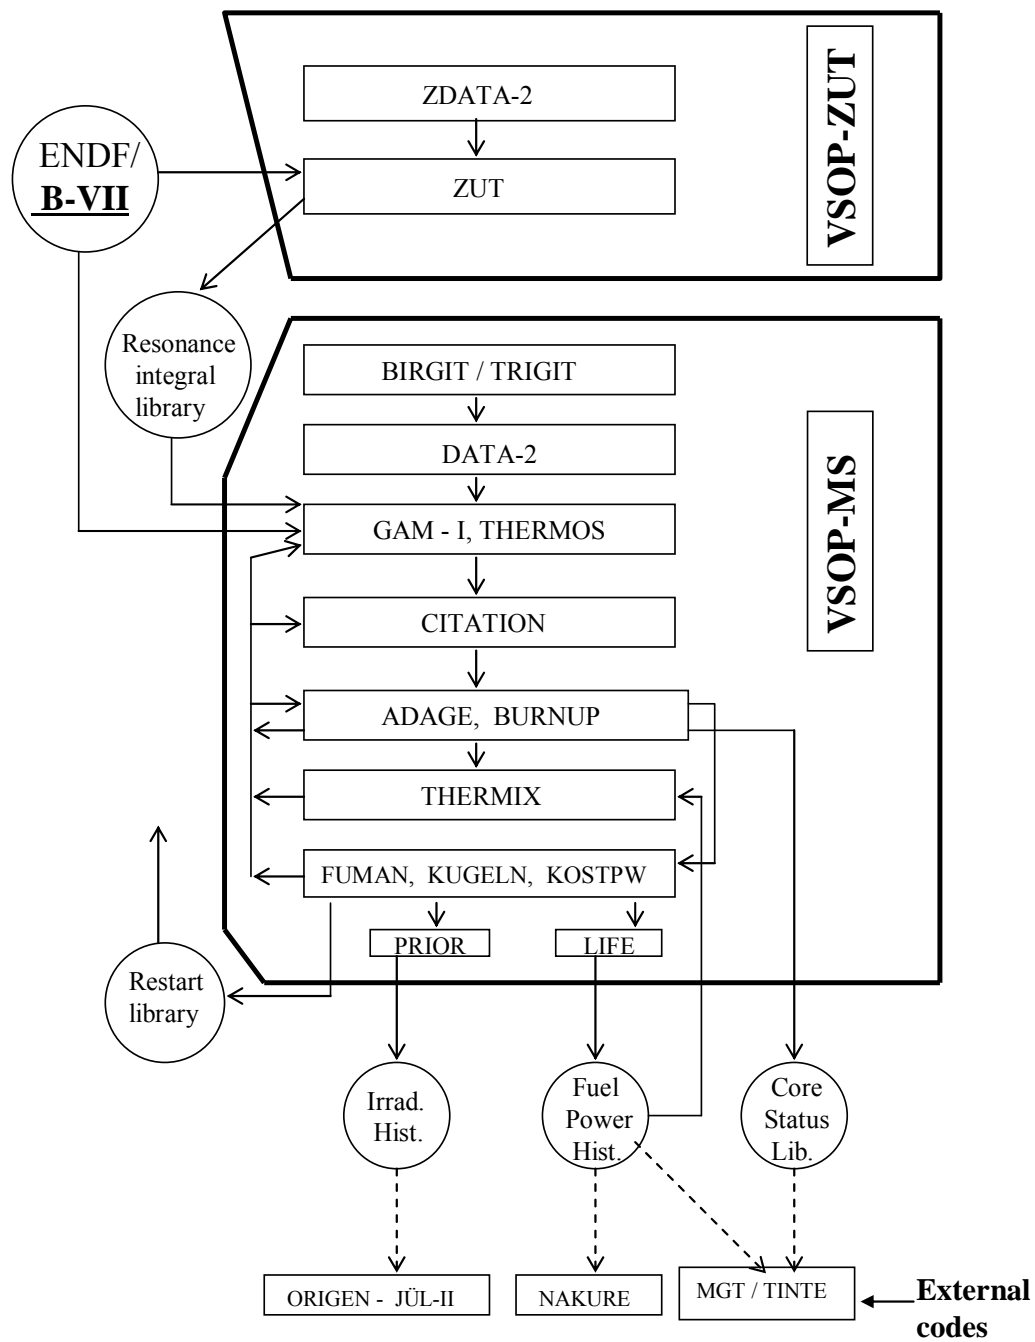 ZDATA-2
VSOP-ZUT
ENDF/
B-VII
ZUT
Resonance
integral
library
BIRGIT / TRIGIT
DATA-2
VSOP-MS
GAM - I, THERMOS
CITATION
ADAGE, BURNUP
THERMIX
FUMAN, KUGELN, KOSTPW
PRIOR
LIFE
Restart
library
Irrad.
Hist.
Fuel
Power
Hist.
Core
Status
Lib.
ORIGEN - JÜL-II
NAKURE
MGT / TINTE
External
codes